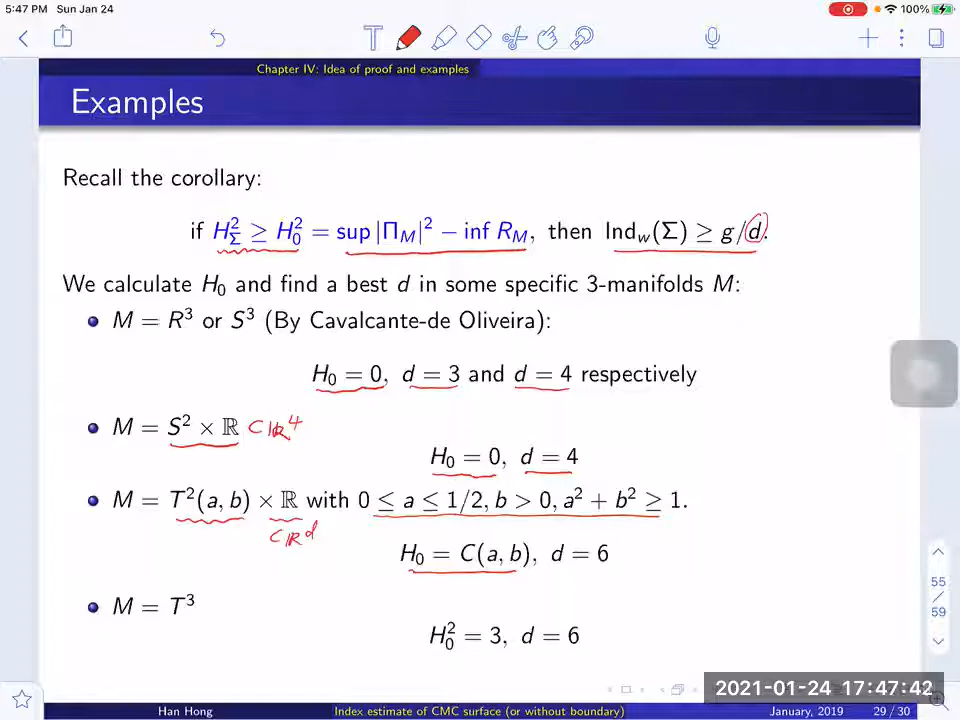 5:47 PM Sun Jan 24
100%
Chapter IV: Idea of proof and examples
Examples
Recall the corollary:
if H_Σ^2 ≥ H_0^2 = sup |Π_M|^2 − inf R_M, then Ind_w(Σ) ≥ g/d.
We calculate H_0 and find a best d in some specific 3-manifolds M:
M = R^3 or S^3 (By Cavalcante-de Oliveira):
H_0 = 0, d = 3 and d = 4 respectively
M = S^2 × ℝ ⊂ ℝ^4
H_0 = 0, d = 4
M = T^2(a, b) × ℝ with 0 ≤ a ≤ 1/2, b > 0, a^2 + b^2 ≥ 1.
⊂ ℝ^d
H_0 = C(a, b), d = 6
M = T^3
H_0^2 = 3, d = 6
55
/
59
2021-01-24 17:47:42
Han Hong Index estimate of CMC surface (or without boundary) January, 2019 29 / 30